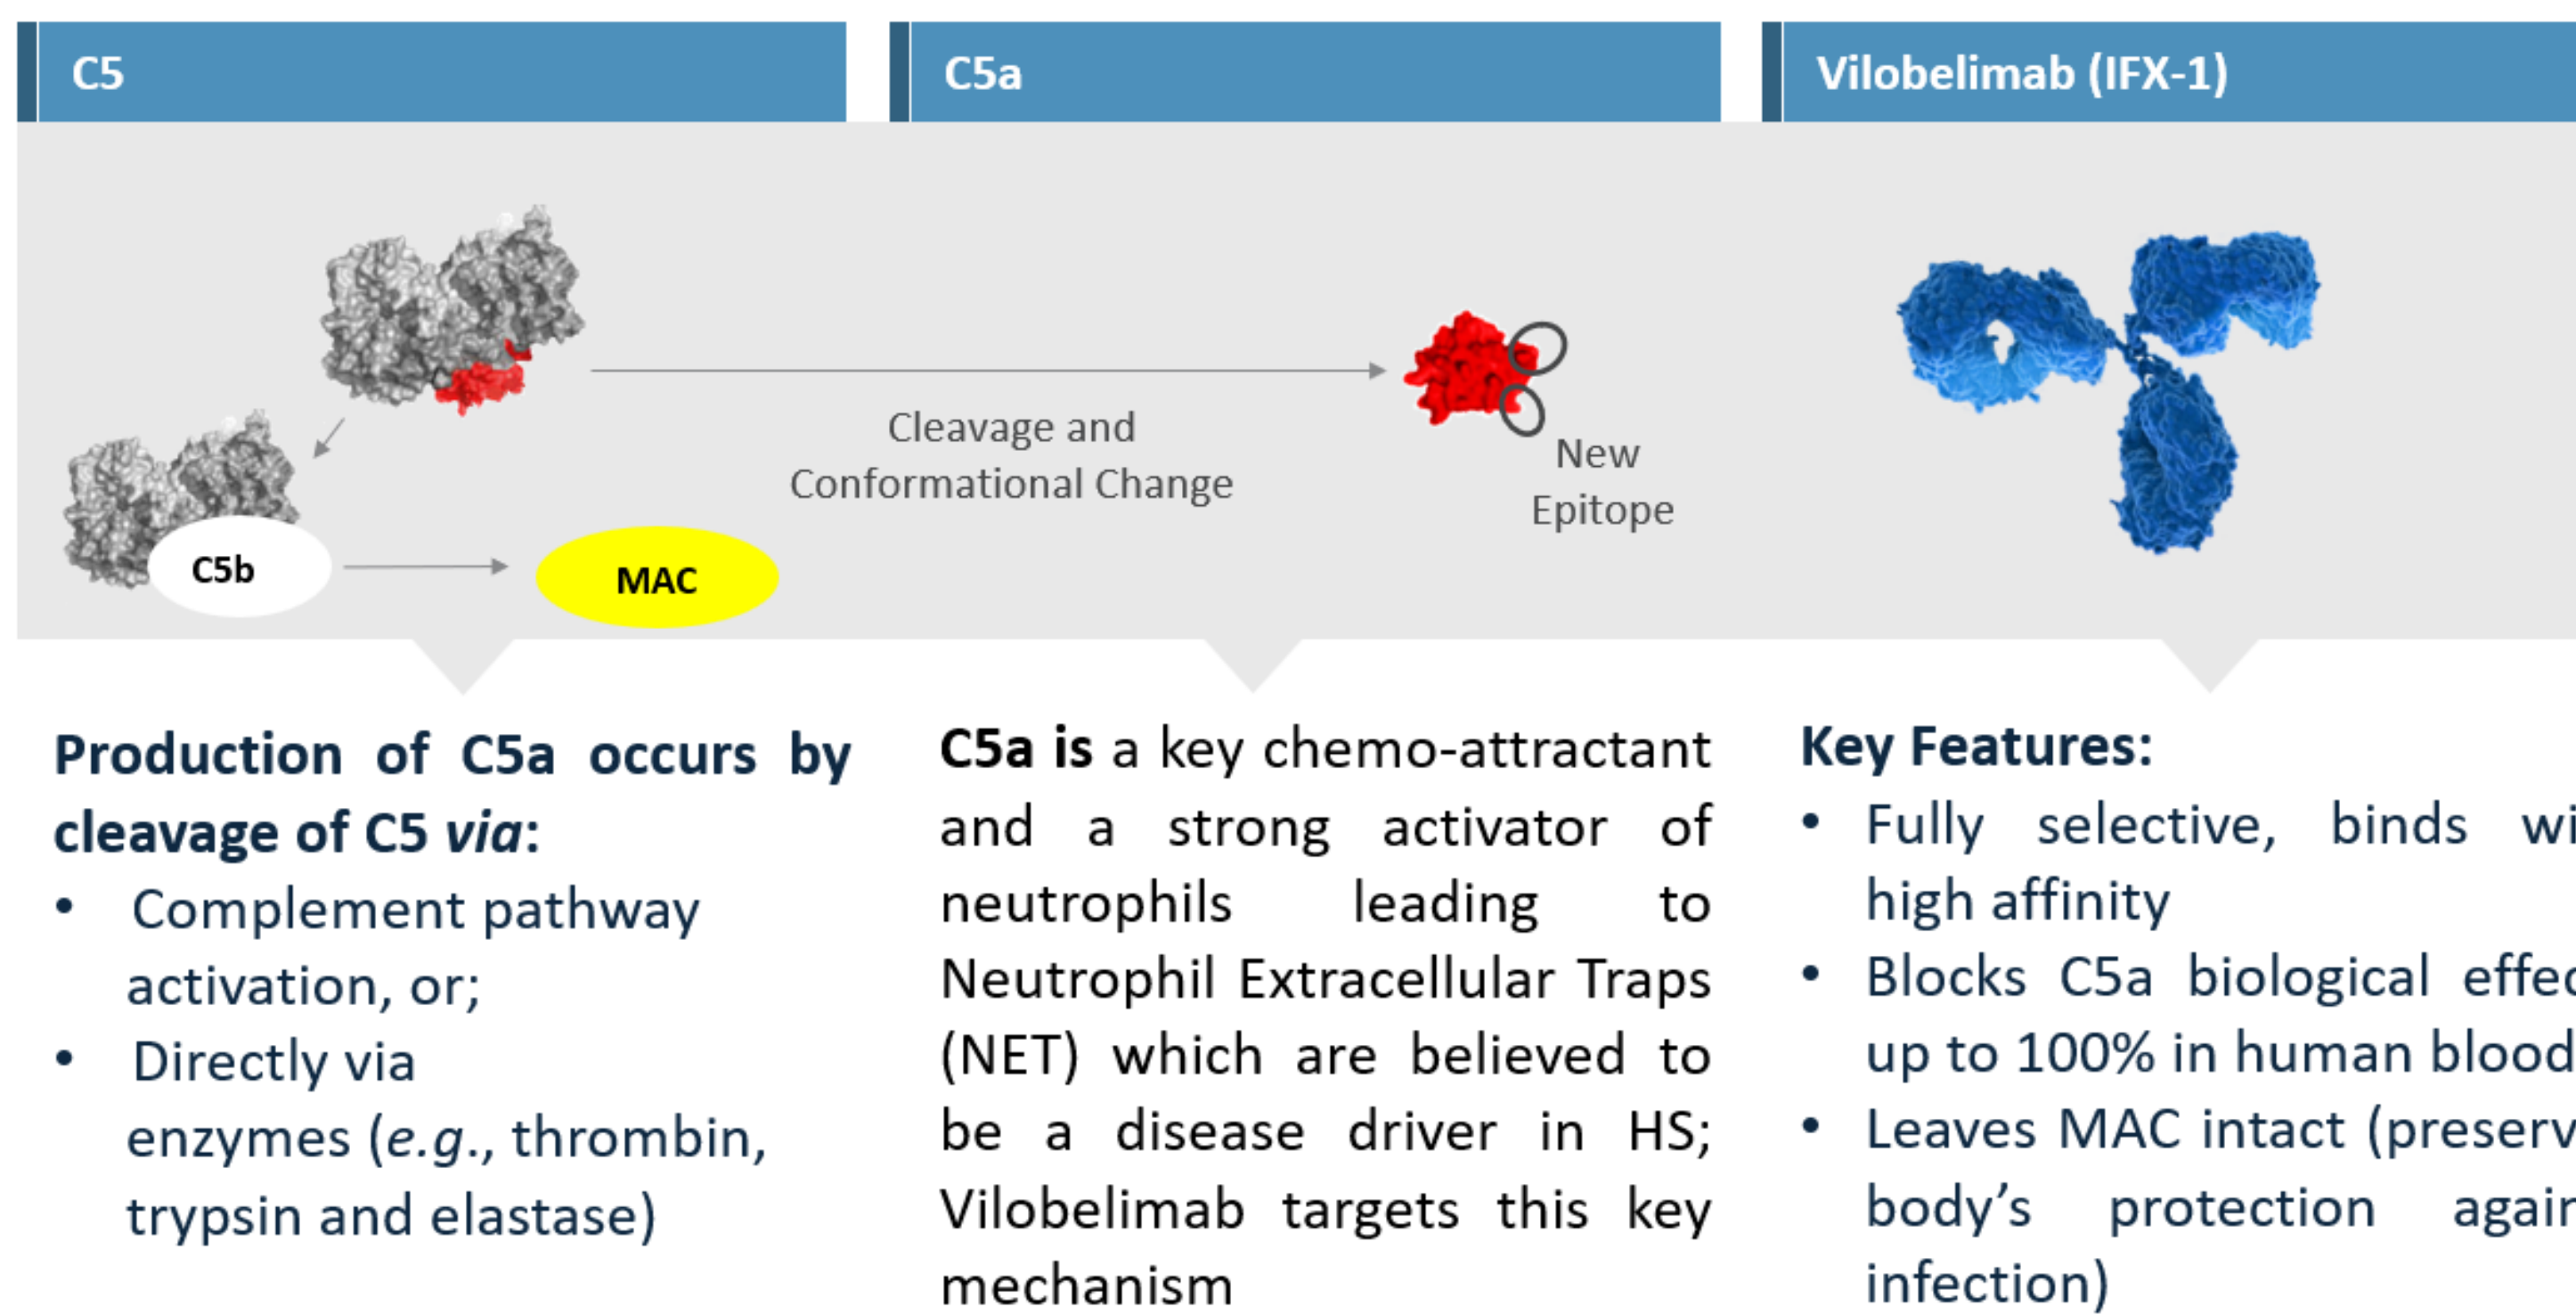 C5
C5a
Vilobelimab (IFX-1)
Cleavage and
Conformational Change
New
Epitope
C5b
MAC
Production of C5a occurs by
cleavage of C5 via:
• Complement pathway
activation, or;
• Directly via
enzymes (e.g., thrombin,
trypsin and elastase)
C5a is a key chemo-attractant
and a strong activator of
neutrophils leading to
Neutrophil Extracellular Traps
(NET) which are believed to
be a disease driver in HS;
Vilobelimab targets this key
mechanism
Key Features:
• Fully selective, binds
high affinity
• Blocks C5a biological
up to 100% in human blood
• Leaves MAC intact
body’s protection
infection)